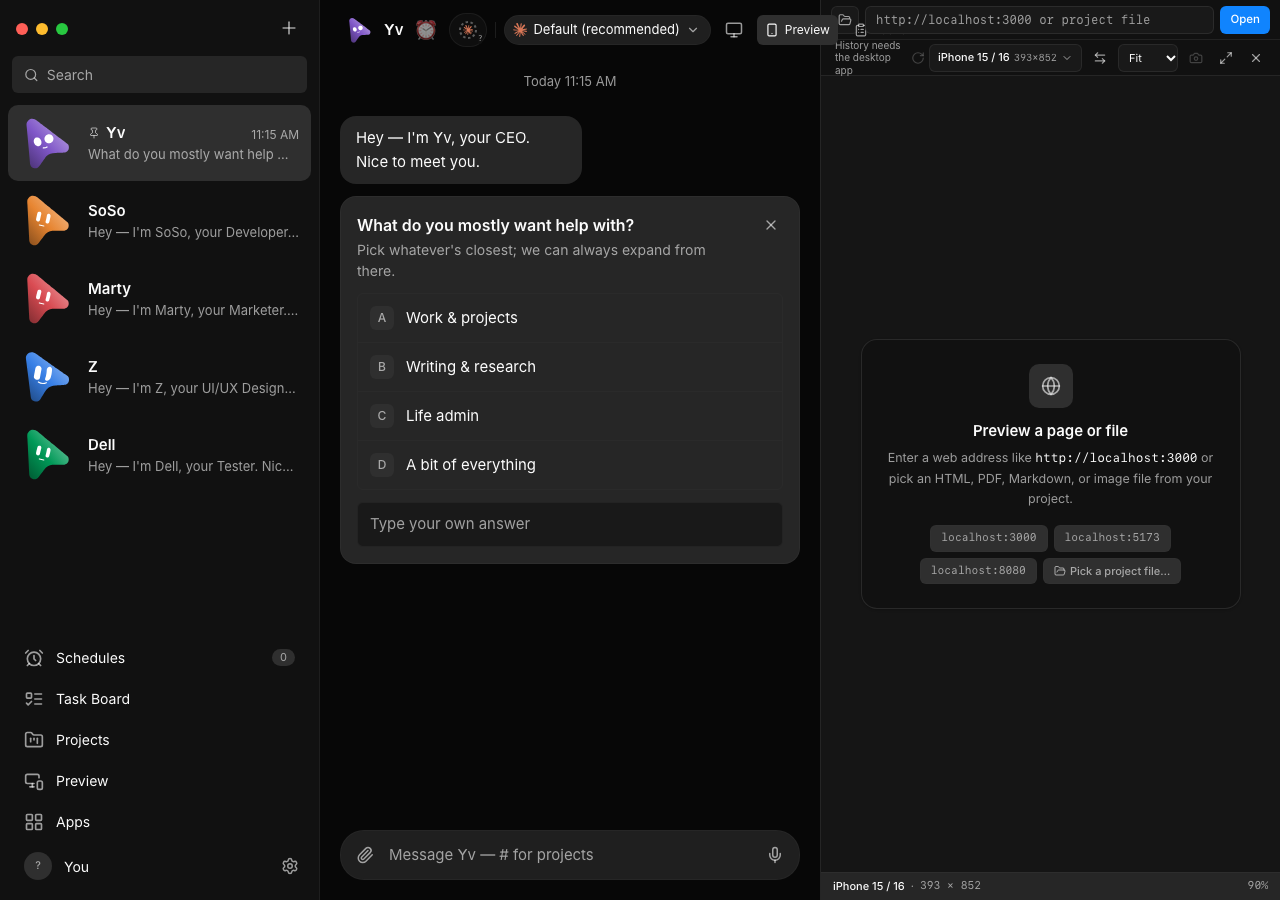 Search
Yv
11:15 AM
What do you mostly want help ...
SoSo
Hey — I'm SoSo, your Developer...
Marty
Hey — I'm Marty, your Marketer....
Z
Hey — I'm Z, your UI/UX Design...
Dell
Hey — I'm Dell, your Tester. Nic...
Schedules
0
Task Board
Projects
Preview
Apps
?
You
Yv
?
Default (recommended)
Preview
Today 11:15 AM
Hey — I'm Yv, your CEO.
Nice to meet you.
What do you mostly want help with?
Pick whatever's closest; we can always expand from
there.
A
Work & projects
B
Writing & research
C
Life admin
D
A bit of everything
Type your own answer
Message Yv — # for projects
http://localhost:3000 or project file
Open
History needs
the desktop
app
iPhone 15 / 16 393×852
Fit
Preview a page or file
Enter a web address like http://localhost:3000 or
pick an HTML, PDF, Markdown, or image file from your
project.
localhost:3000
localhost:5173
localhost:8080
Pick a project file...
iPhone 15 / 16 · 393 × 852
90%